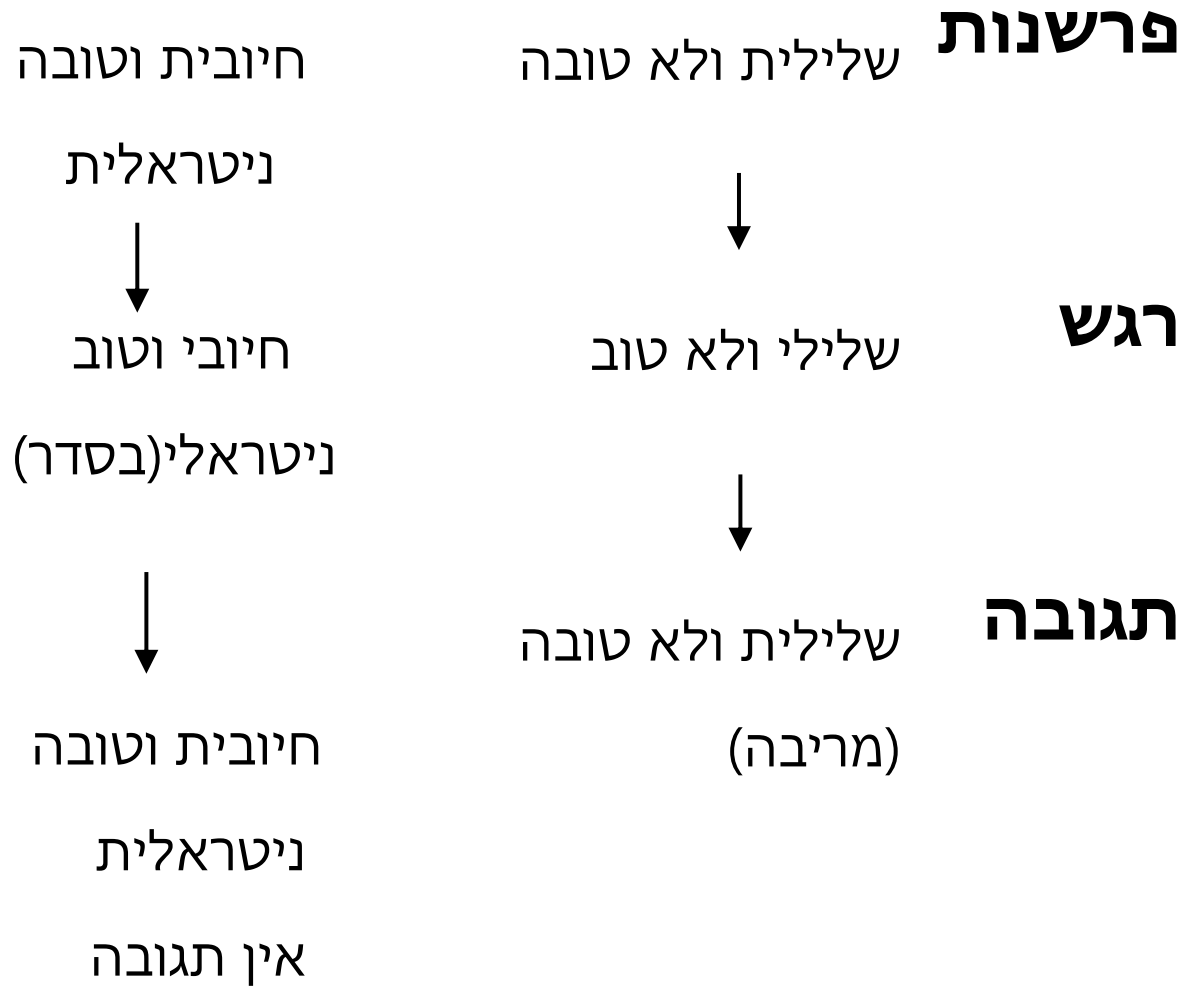 פרשנות
שלילית ולא טובה
חיובית וטובה
ניטראלית
רגש
שלילי ולא טוב
חיובי וטוב
ניטראלי(בסדר)
תגובה
שלילית ולא טובה
(מריבה)
חיובית וטובה
ניטראלית
אין תגובה